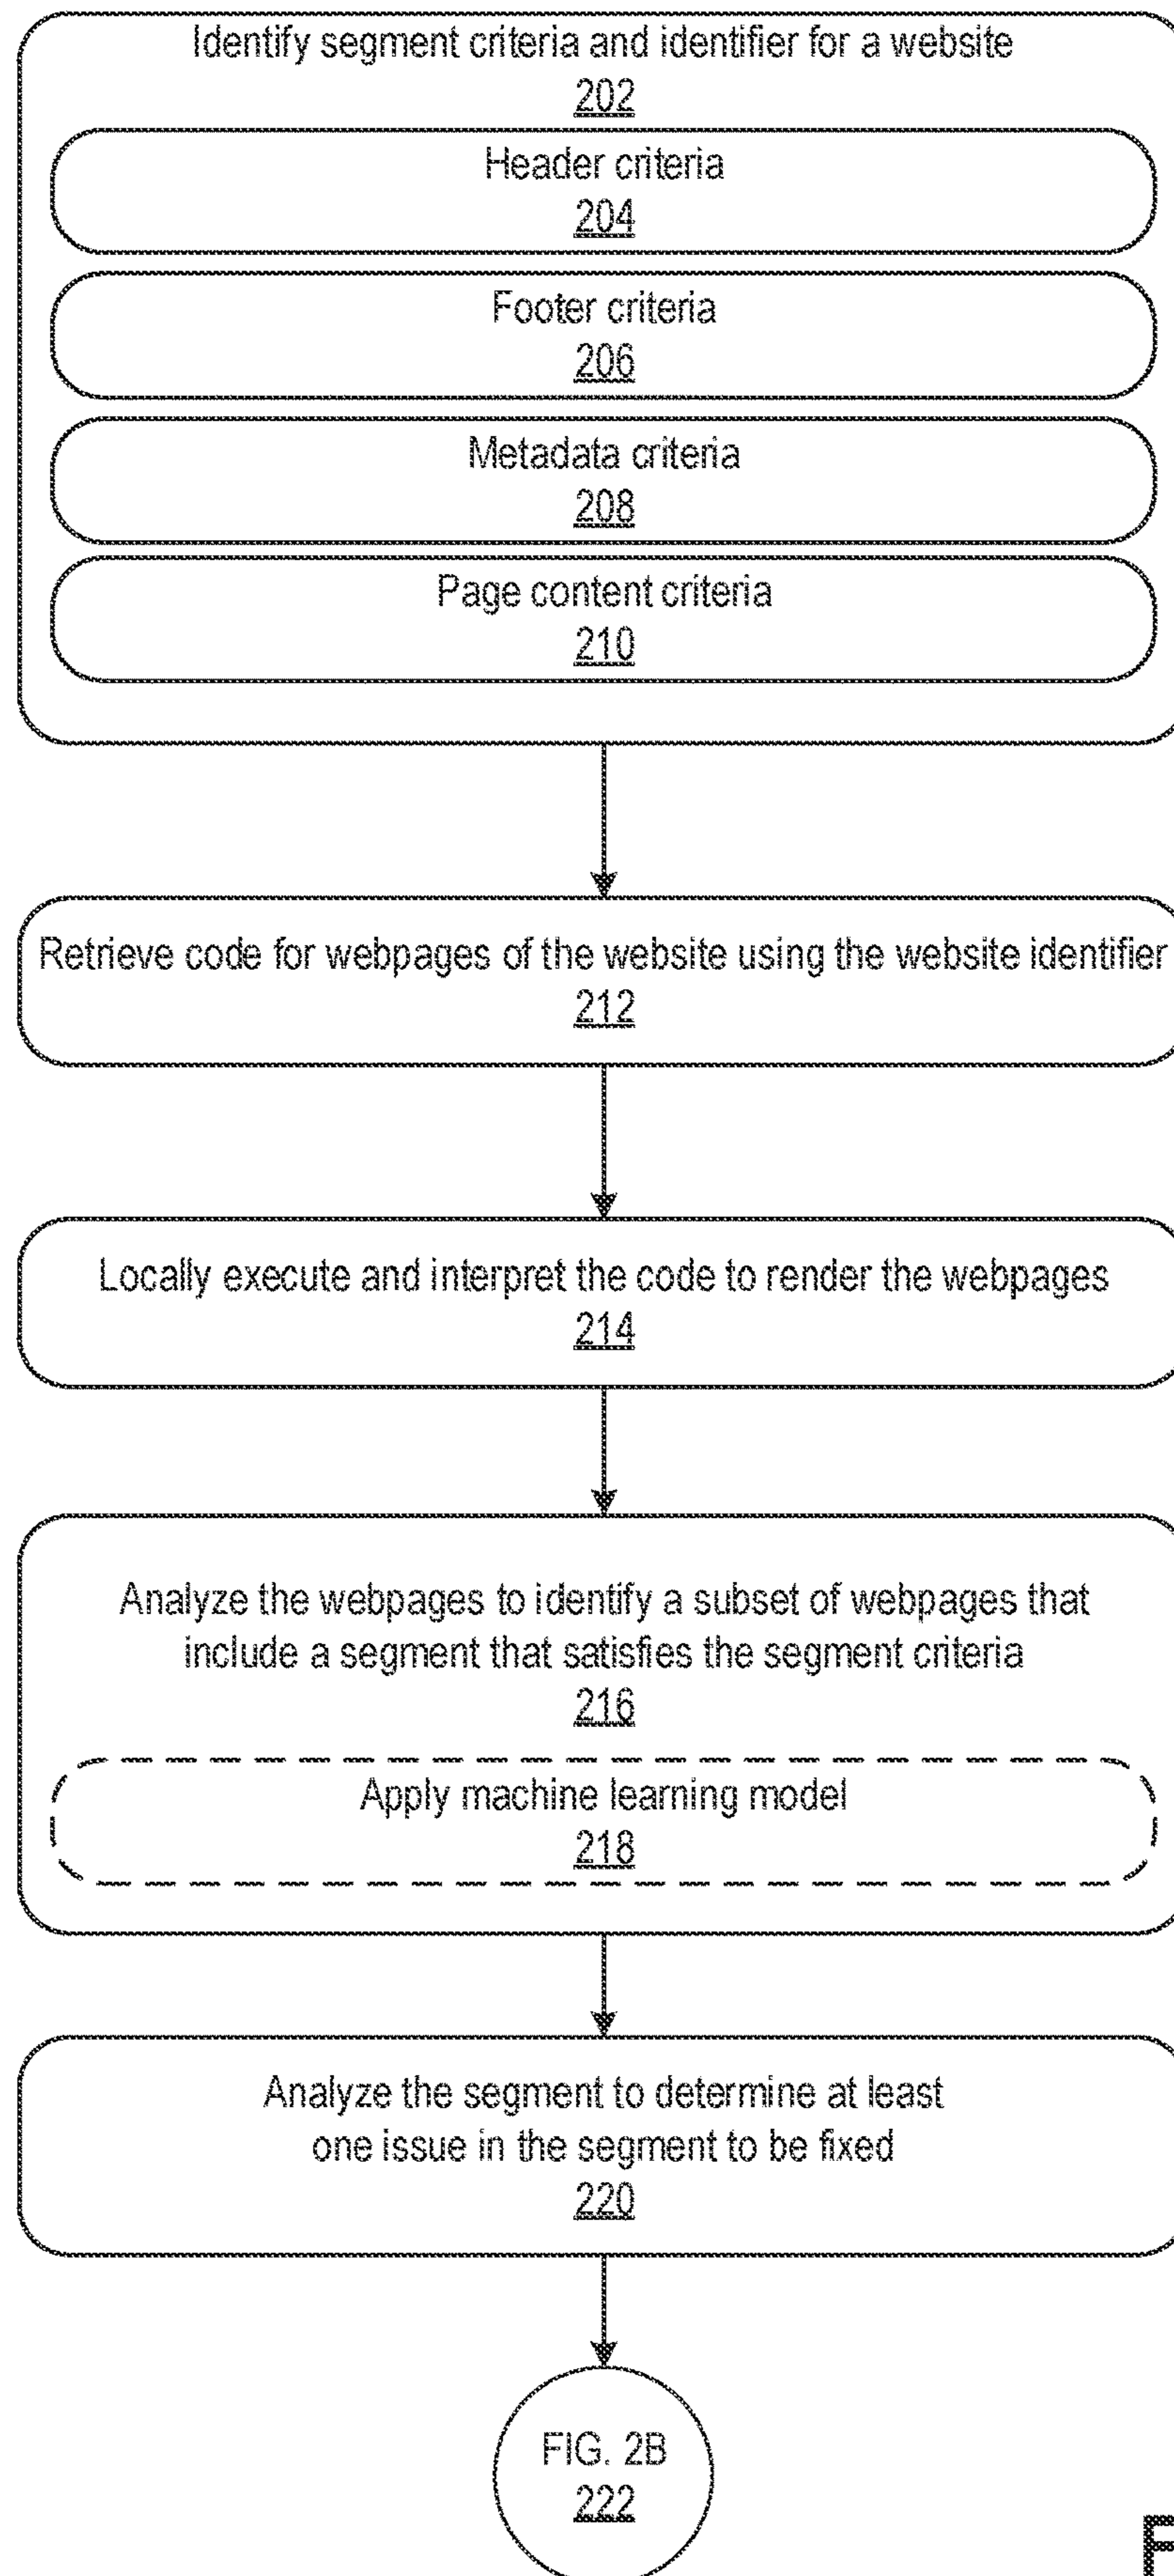 Identify segment criteria and identifier for a website
202
Header criteria
204
Footer criteria
206
Metadata criteria
208
Page content criteria
210
Retrieve code for webpages of the website using the website identifier
212
Locally execute and interpret the code to render the webpages
214
Analyze the webpages to identify a subset of webpages that
include a segment that satisfies the segment criteria
216
Apply machine learning model
218
Analyze the segment to determine at least
one issue in the segment to be fixed
220
FIG. 2B
222